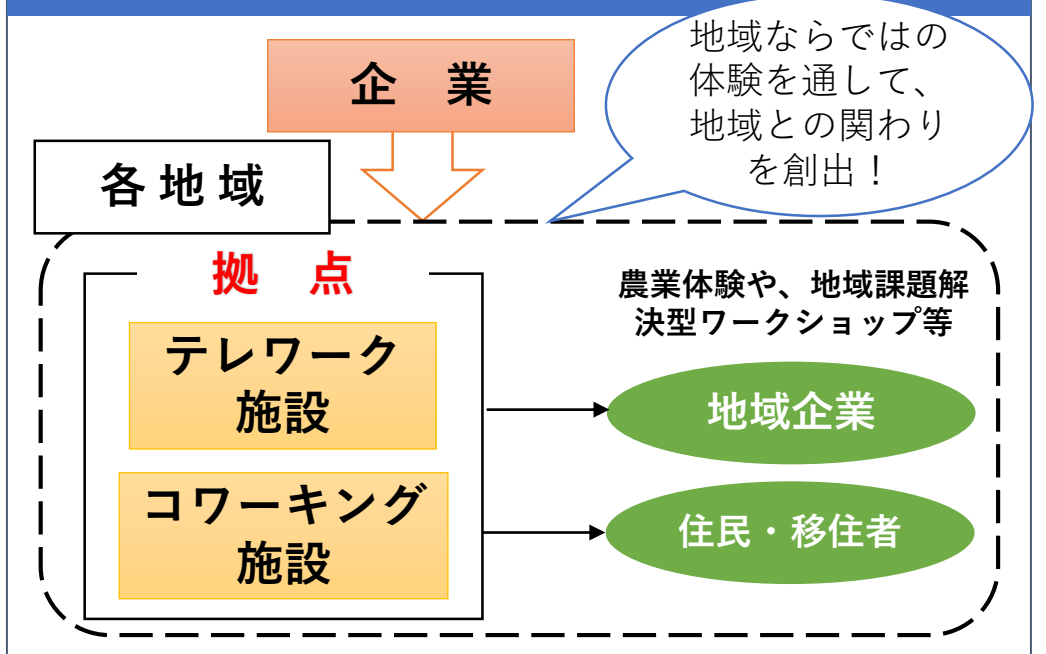 企　業
地域ならではの
体験を通して、
地域との関わり
を創出！
各地域
拠　点
テレワーク
施設
コワーキング
施設
農業体験や、地域課題解
決型ワークショップ等
地域企業
住民・移住者